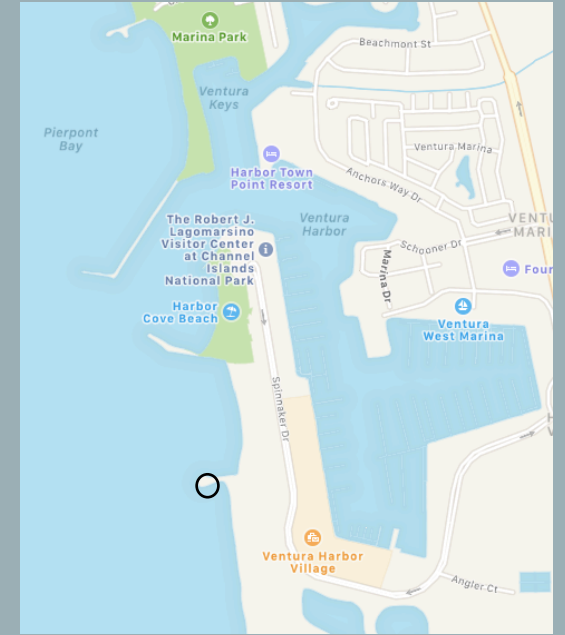 Marina Park
Beachmont St
Ventura
Keys
Pierpont
Bay
Ventura Marina
Harbor Town
Point Resort
Anchors Way Dr
The Robert J.
Lagomarsino
Visitor Center
at Channel
Islands
National Park
Ventura
Harbor
VENTU
MARI
Schooner Dr
Marina Dr
Four
Harbor
Cove Beach
Ventura
West Marina
Spinnaker Dr
H
V
Ventura Harbor
Village
Angler Ct